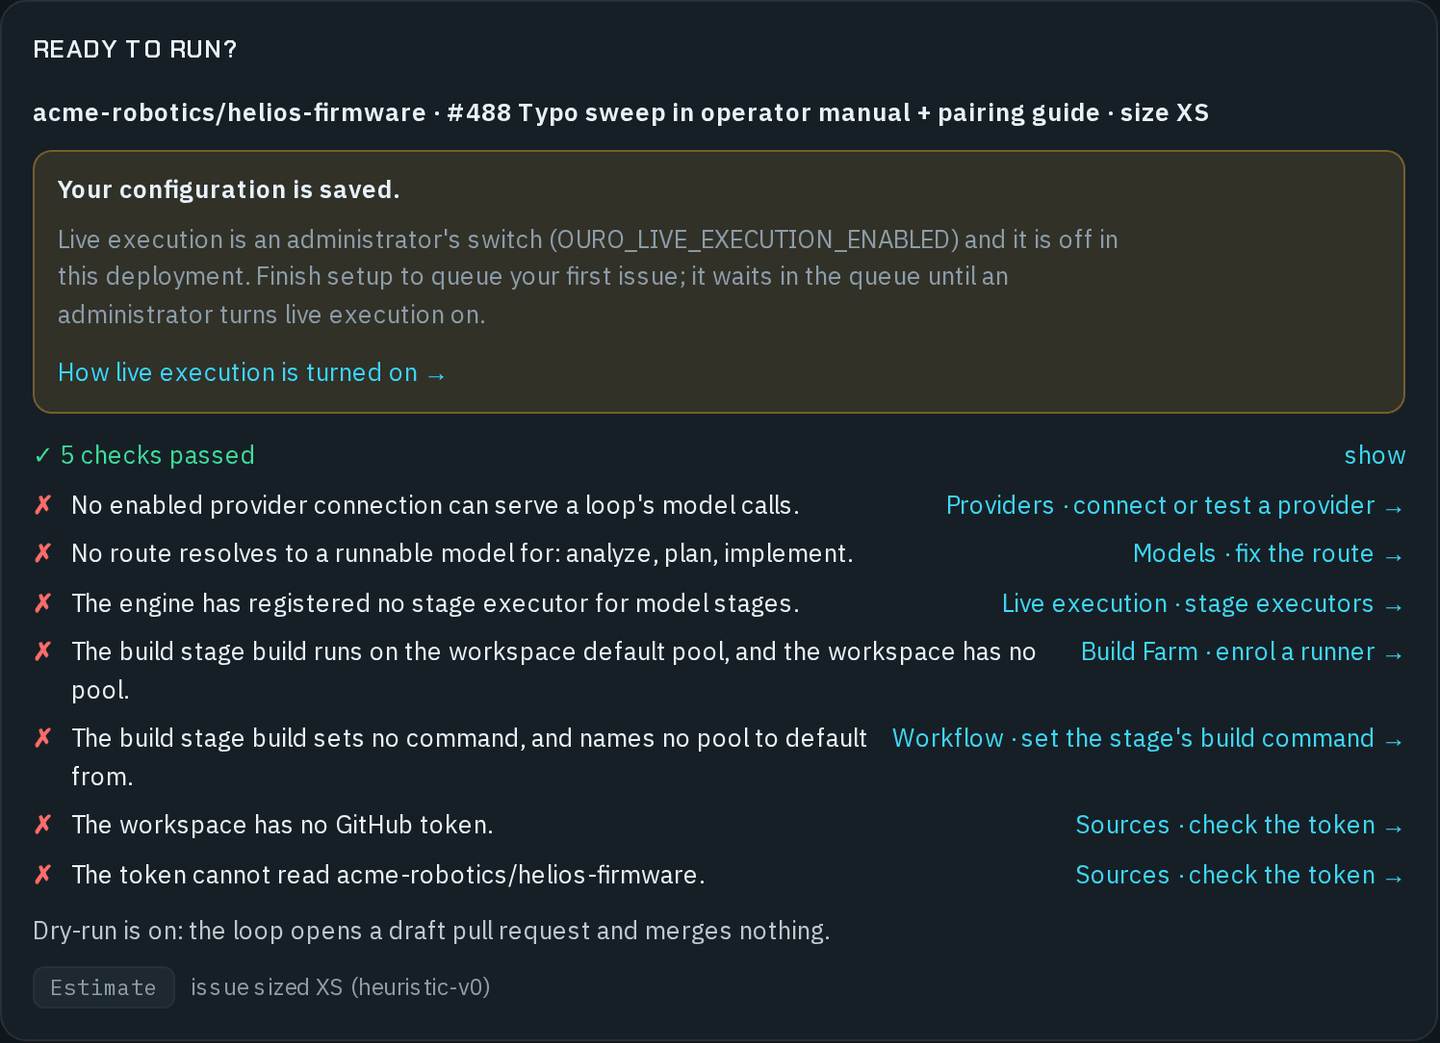 READY TO RUN?
acme-robotics/helios-firmware · #488 Typo sweep in operator manual + pairing guide · size XS
Your configuration is saved.
Live execution is an administrator's switch (OURO_LIVE_EXECUTION_ENABLED) and it is off in
this deployment. Finish setup to queue your first issue; it waits in the queue until an
administrator turns live execution on.
How live execution is turned on →
✓ 5 checks passed show
✗ No enabled provider connection can serve a loop's model calls. Providers · connect or test a provider →
✗ No route resolves to a runnable model for: analyze, plan, implement. Models · fix the route →
✗ The engine has registered no stage executor for model stages. Live execution · stage executors →
✗ The build stage build runs on the workspace default pool, and the workspace has no Build Farm · enrol a runner →
pool.
✗ The build stage build sets no command, and names no pool to default Workflow · set the stage's build command →
from.
✗ The workspace has no GitHub token. Sources · check the token →
✗ The token cannot read acme-robotics/helios-firmware. Sources · check the token →
Dry-run is on: the loop opens a draft pull request and merges nothing.
Estimate issue sized XS (heuristic-v0)